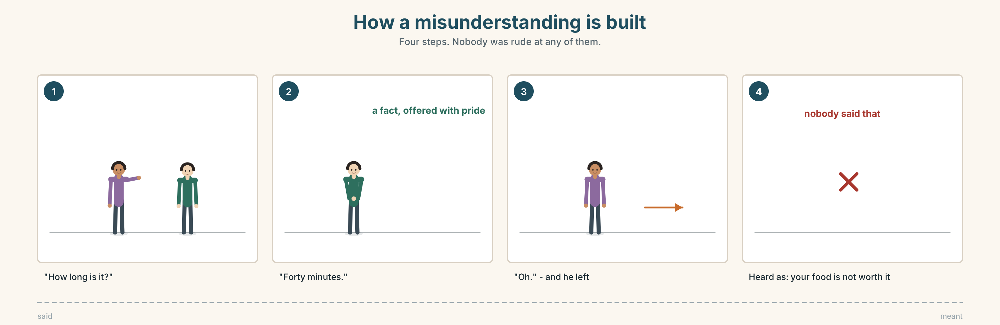 How a misunderstanding is built
Four steps. Nobody was rude at any of them.
1
"How long is it?"
2
a fact, offered with pride
"Forty minutes."
3
"Oh." - and he left
4
nobody said that
Heard as: your food is not worth it
said
meant